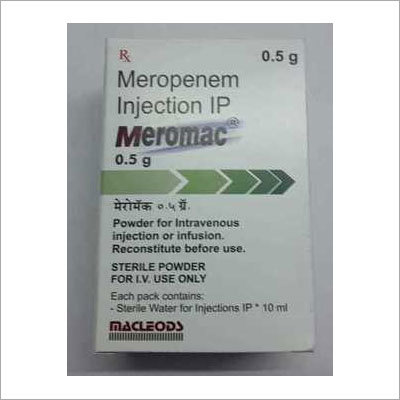 Rx 0.5 g
Meropenem
Injection IP
Meromac®
0.5 g
मेरोमॅक ०.५ ग्रॅ.
Powder for Intravenous
injection or infusion.
Reconstitute before use.
STERILE POWDER
FOR I.V. USE ONLY
Each pack contains:
- Sterile Water for Injections IP * 10 ml
MACLEODS